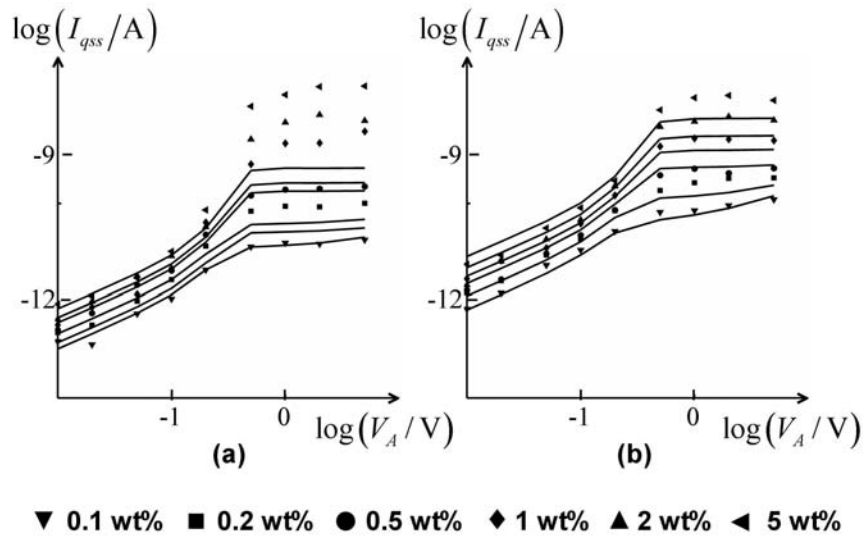 log(I_qss/A) log(I_qss/A)
-9 -9
-12 -12
-1 0 -1 0
log(V_A/V) log(V_A/V)
(a) (b)
▼ 0.1 wt% ■ 0.2 wt% ● 0.5 wt% ♦ 1 wt% ▲ 2 wt% ◄ 5 wt%